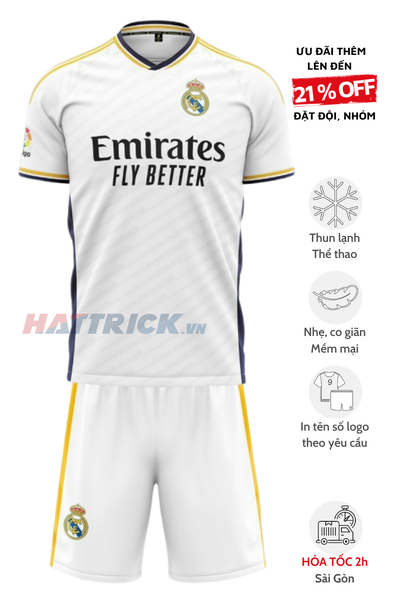 ƯU ĐÃI THÊM
LÊN ĐẾN
21% OFF
ĐẶT ĐỘI, NHÓM
Emirates
FLY BETTER
HATTRICK.VN
Thun lạnh
Thể thao
Nhẹ, co giãn
Mềm mại
9
In tên số logo
theo yêu cầu
HỎA TỐC 2h
Sài Gòn